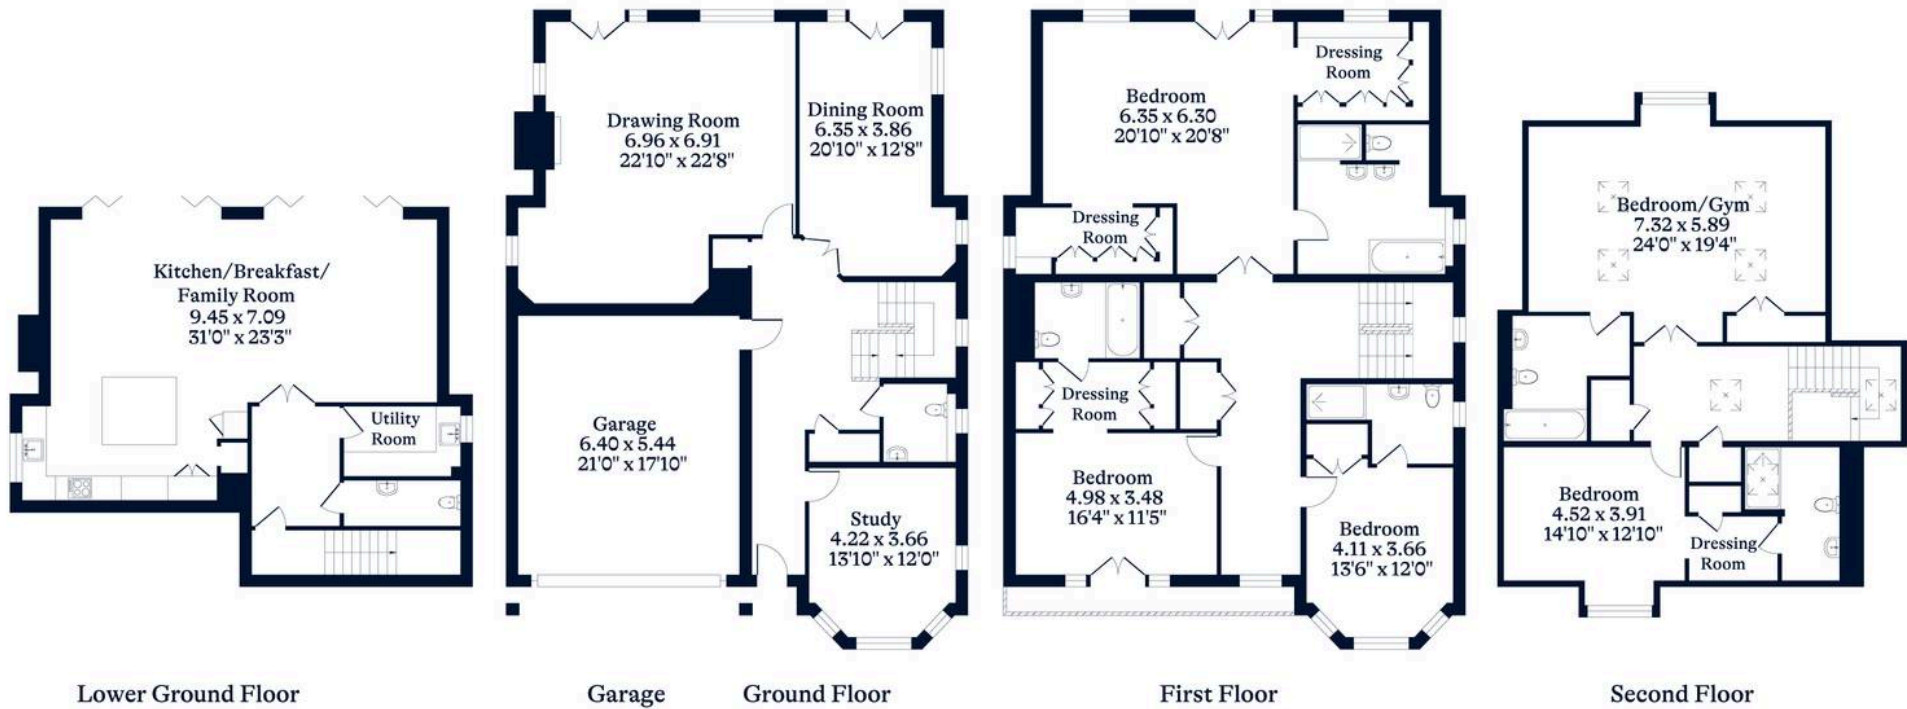 Kitchen/Breakfast/
Family Room
9.45 x 7.09
31'0" x 23'3"
Utility
Room
Lower Ground Floor
Drawing Room
6.96 x 6.91
22'10" x 22'8"
Dining Room
6.35 x 3.86
20'10" x 12'8"
Garage
6.40 x 5.44
21'0" x 17'10"
Study
4.22 x 3.66
13'10" x 12'0"
Garage
Ground Floor
Bedroom
6.35 x 6.30
20'10" x 20'8"
Dressing
Room
Dressing
Room
Dressing
Room
Bedroom
4.98 x 3.48
16'4" x 11'5"
Bedroom
4.11 x 3.66
13'6" x 12'0"
First Floor
Bedroom/Gym
7.32 x 5.89
24'0" x 19'4"
Bedroom
4.52 x 3.91
14'10" x 12'10"
Dressing
Room
Second Floor